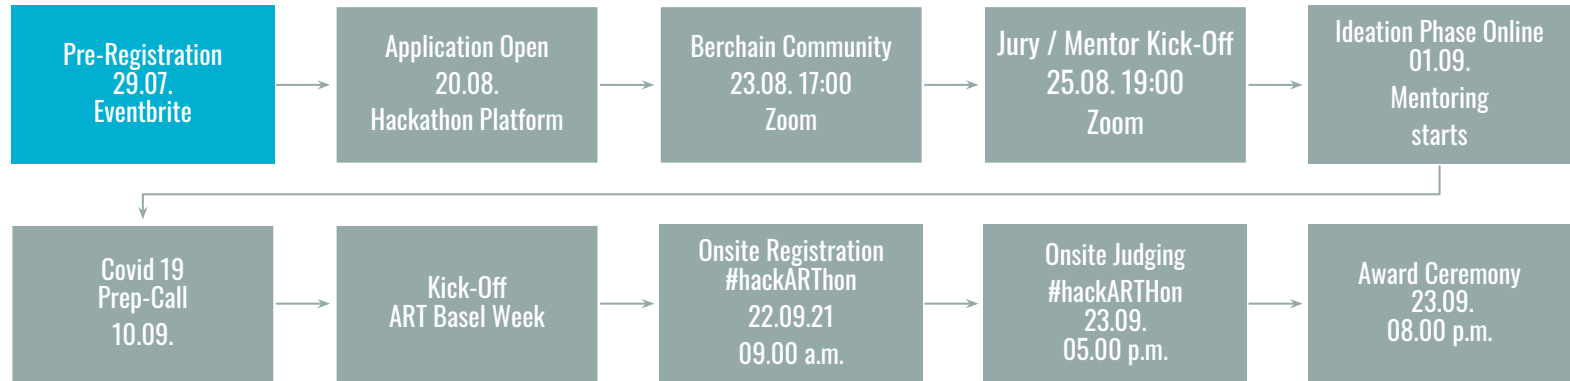 Pre-Registration
29.07.
Eventbrite
Application Open
20.08.
Hackathon Platform
Berchain Community
23.08. 17:00
Zoom
Jury / Mentor Kick-Off
25.08. 19:00
Zoom
Ideation Phase Online
01.09.
Mentoring
starts
Covid 19
Prep-Call
10.09.
Kick-Off
ART Basel Week
Onsite Registration
#hackARThon
22.09.21
09.00 a.m.
Onsite Judging
#hackARTHon
23.09.
05.00 p.m.
Award Ceremony
23.09.
08.00 p.m.